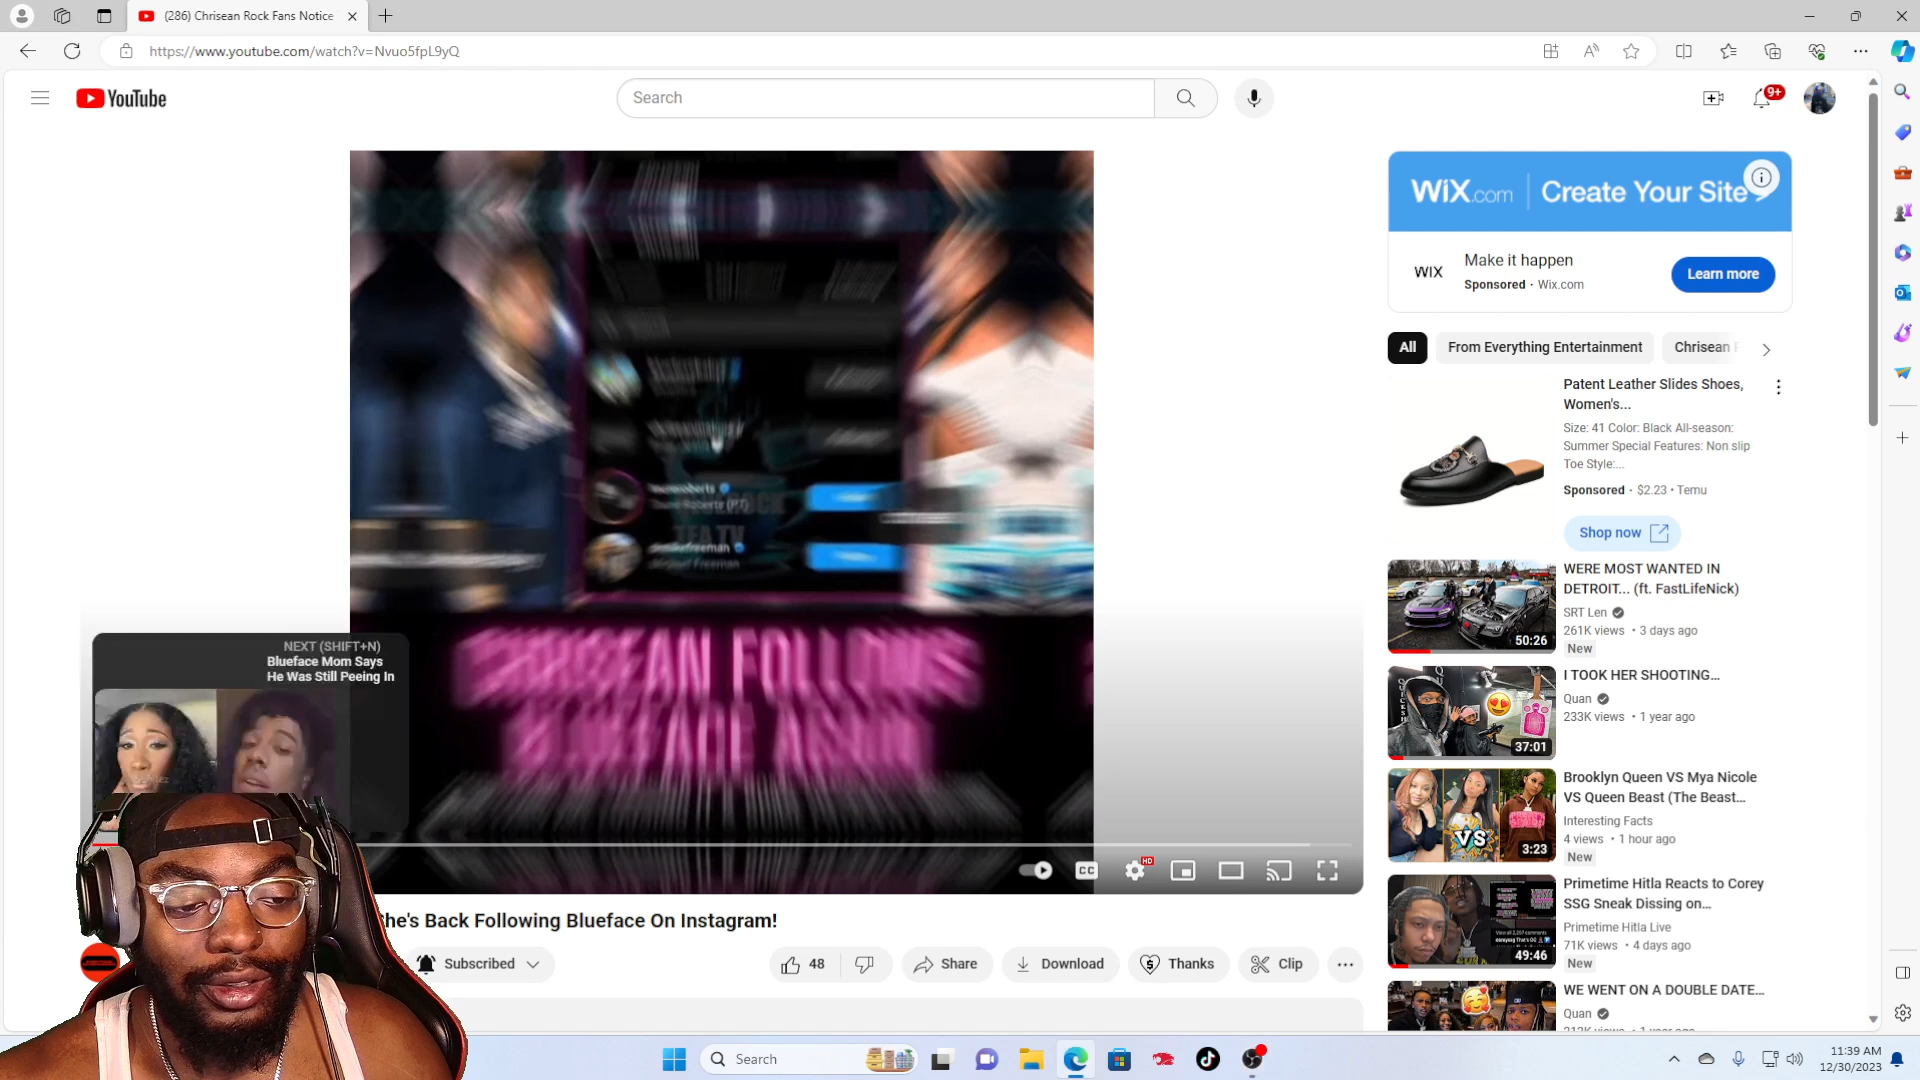 (286) Chrisean Rock Fans Notice
https://www.youtube.com/watch?v=Nvuo5fpL9yQ
YouTube
Search
9+
WiX.com | Create Your Site >
WIX
Make it happen
Sponsored · Wix.com
Learn more
All
From Everything Entertainment
Chrisean
Patent Leather Slides Shoes,
Women's...
Size: 41 Color: Black All-season:
Summer Special Features: Non slip
Toe Style:...
Sponsored · $2.23 • Temu
Shop now
WERE MOST WANTED IN
DETROIT... (ft. FastLifeNick)
SRT Len
261K views • 3 days ago
New
50:26
I TOOK HER SHOOTING...
Quan
233K views • 1 year ago
37:01
Brooklyn Queen VS Mya Nicole
VS Queen Beast (The Beast...
Interesting Facts
4 views • 1 hour ago
New
VS
3:23
Primetime Hitla Reacts to Corey
SSG Sneak Dissing on...
Primetime Hitla Live
71K views • 4 days ago
New
49:46
WE WENT ON A DOUBLE DATE...
Quan
CHRISEAN FOLLOWS
BLUEFACE AGAIN
NEXT (SHIFT+N)
Blueface Mom Says
He Was Still Peeing In
CC
HD
he's Back Following Blueface On Instagram!
Subscribed
48
Share
Download
Thanks
Clip
Search
11:39 AM
12/30/2023